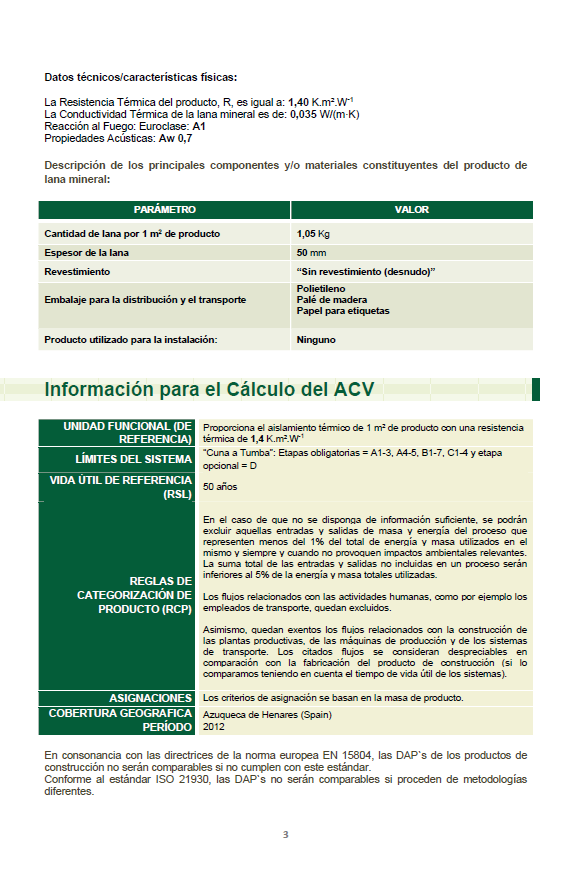 Datos técnicos/características físicas:
La Resistencia Térmica del producto, R, es igual a: 1,40 K.m².W⁻¹
La Conductividad Térmica de la lana mineral es de: 0,035 W/(m·K)
Reacción al Fuego: Euroclase: A1
Propiedades Acústicas: Aw 0,7
Descripción de los principales componentes y/o materiales constituyentes del producto de
lana mineral:
PARÁMETRO VALOR
Cantidad de lana por 1 m² de producto 1,05 Kg
Espesor de la lana 50 mm
Revestimiento “Sin revestimiento (desnudo)”
Embalaje para la distribución y el transporte Polietileno
Palé de madera
Papel para etiquetas
Producto utilizado para la instalación: Ninguno
Información para el Cálculo del ACV
UNIDAD FUNCIONAL (DE
REFERENCIA)
Proporciona el aislamiento térmico de 1 m² de producto con una resistencia
térmica de 1,4 K.m².W⁻¹
LÍMITES DEL SISTEMA
“Cuna a Tumba”: Etapas obligatorias = A1-3, A4-5, B1-7, C1-4 y etapa
opcional = D
VIDA ÚTIL DE REFERENCIA
(RSL)
50 años
REGLAS DE
CATEGORIZACIÓN DE
PRODUCTO (RCP)
En el caso de que no se disponga de información suficiente, se podrán
excluir aquellas entradas y salidas de masa y energía del proceso que
representen menos del 1% del total de energía y masa utilizados en el
mismo y siempre y cuando no provoquen impactos ambientales relevantes.
La suma total de las entradas y salidas no incluidas en un proceso serán
inferiores al 5% de la energía y masa totales utilizadas.
Los flujos relacionados con las actividades humanas, como por ejemplo los
empleados de transporte, quedan excluidos.
Asimismo, quedan exentos los flujos relacionados con la construcción de
las plantas productivas, de las máquinas de producción y de los sistemas
de transporte. Los citados flujos se consideran despreciables en
comparación con la fabricación del producto de construcción (si lo
comparamos teniendo en cuenta el tiempo de vida útil de los sistemas).
ASIGNACIONES Los criterios de asignación se basan en la masa de producto.
COBERTURA GEOGRAFICA Azuqueca de Henares (Spain)
PERÍODO 2012
En consonancia con las directrices de la norma europea EN 15804, las DAP`s de los productos de
construcción no serán comparables si no cumplen con este estándar.
Conforme al estándar ISO 21930, las DAP`s no serán comparables si proceden de metodologías
diferentes.
3